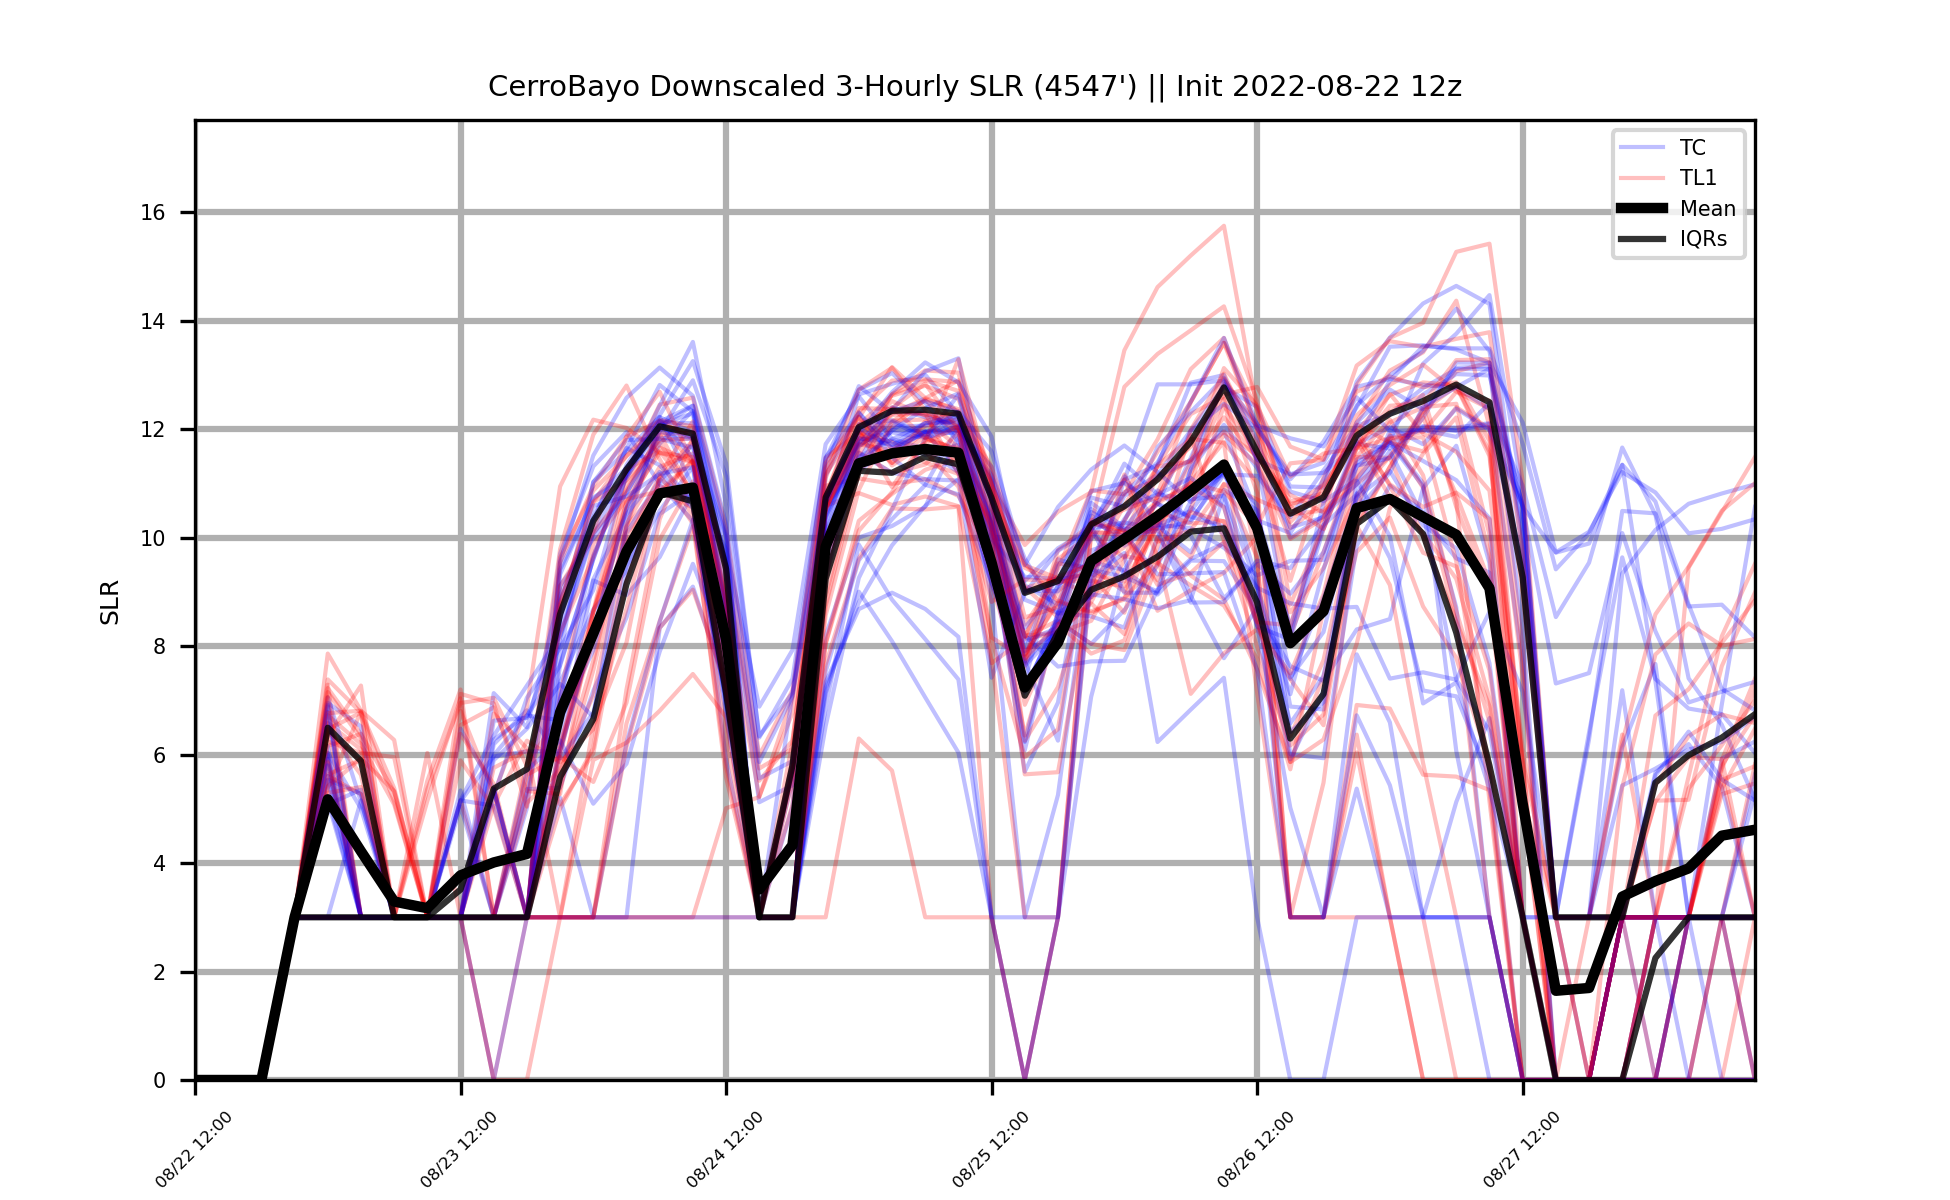 CerroBayo Downscaled 3-Hourly SLR (4547') || Init 2022-08-22 12z
TC
TL1
Mean
IQRs
SLR
16
14
12
10
8
6
4
2
0
08/22 12:00
08/23 12:00
08/24 12:00
08/25 12:00
08/26 12:00
08/27 12:00